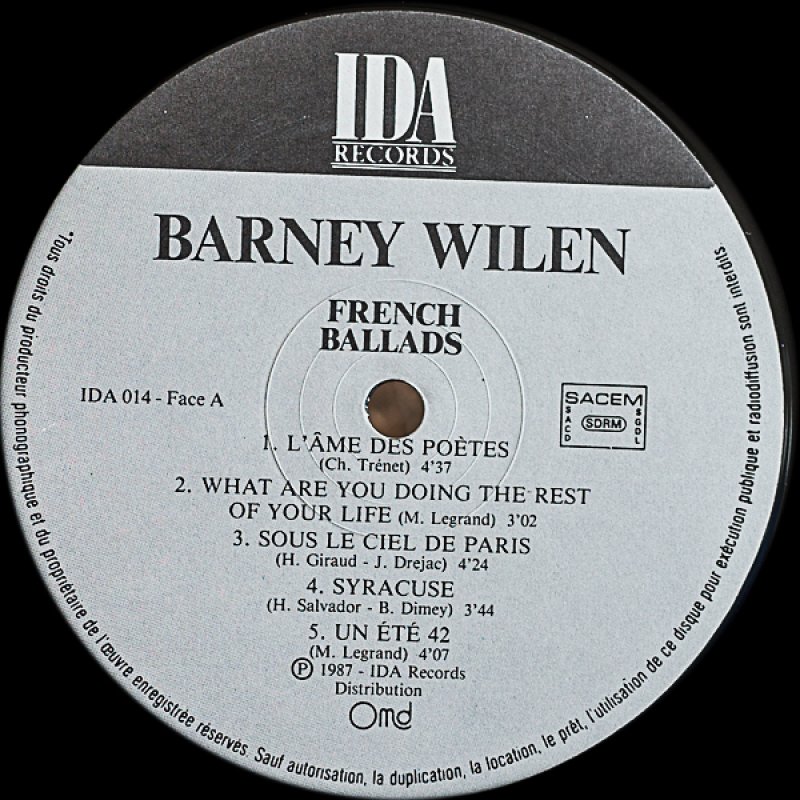 IDA
RECORDS
BARNEY WILEN
FRENCH
BALLADS
IDA 014 - Face A
SACEM
SACD
SDRM
SGDL
1. L'ÂME DES POÈTES
(Ch. Trénet) 4'37
2. WHAT ARE YOU DOING THE REST
OF YOUR LIFE (M. Legrand) 3'02
3. SOUS LE CIEL DE PARIS
(H. Giraud - J. Drejac) 4'24
4. SYRACUSE
(H. Salvador - B. Dimey) 3'44
5. UN ÉTÉ 42
(M. Legrand) 4'07
Ⓟ 1987 - IDA Records
Distribution
Omd
"Tous droits du producteur phonographique et du propriétaire de l'œuvre enregistrée réservés. Sauf autorisation, la duplication, la location, le prêt, l'utilisation de ce disque pour exécution publique et radiodiffusion sont interdits